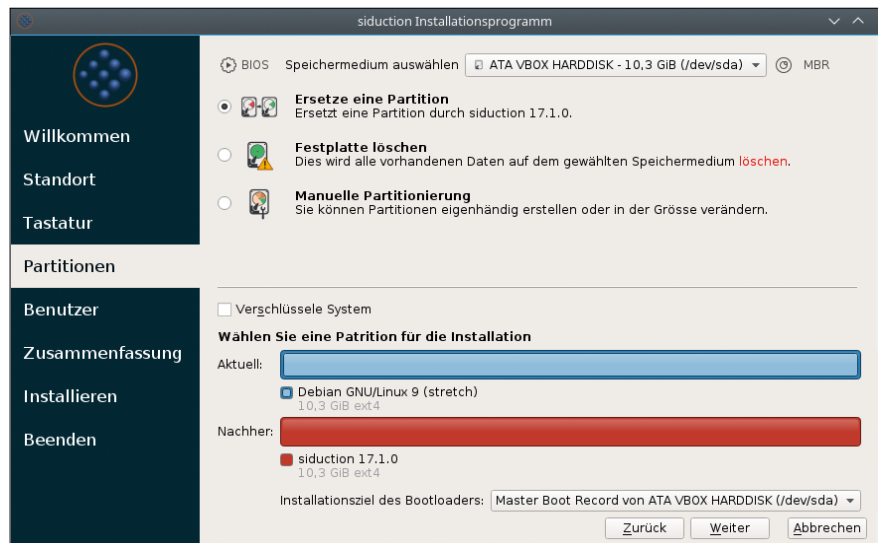 siduction Installationsprogramm
BIOS Speichermedium auswählen ATA VBOX HARDDISK - 10,3 GiB (/dev/sda) MBR
Ersetze eine Partition
Ersetzt eine Partition durch siduction 17.1.0.
Festplatte löschen
Dies wird alle vorhandenen Daten auf dem gewählten Speichermedium löschen.
Manuelle Partitionierung
Sie können Partitionen eigenhändig erstellen oder in der Grösse verändern.
Willkommen
Standort
Tastatur
Partitionen
Benutzer
Zusammenfassung
Installieren
Beenden
Verschlüssele System
Wählen Sie eine Patrition für die Installation
Aktuell:
Debian GNU/Linux 9 (stretch)
10,3 GiB ext4
Nachher:
siduction 17.1.0
10,3 GiB ext4
Installationsziel des Bootloaders: Master Boot Record von ATA VBOX HARDDISK (/dev/sda)
Zurück Weiter Abbrechen